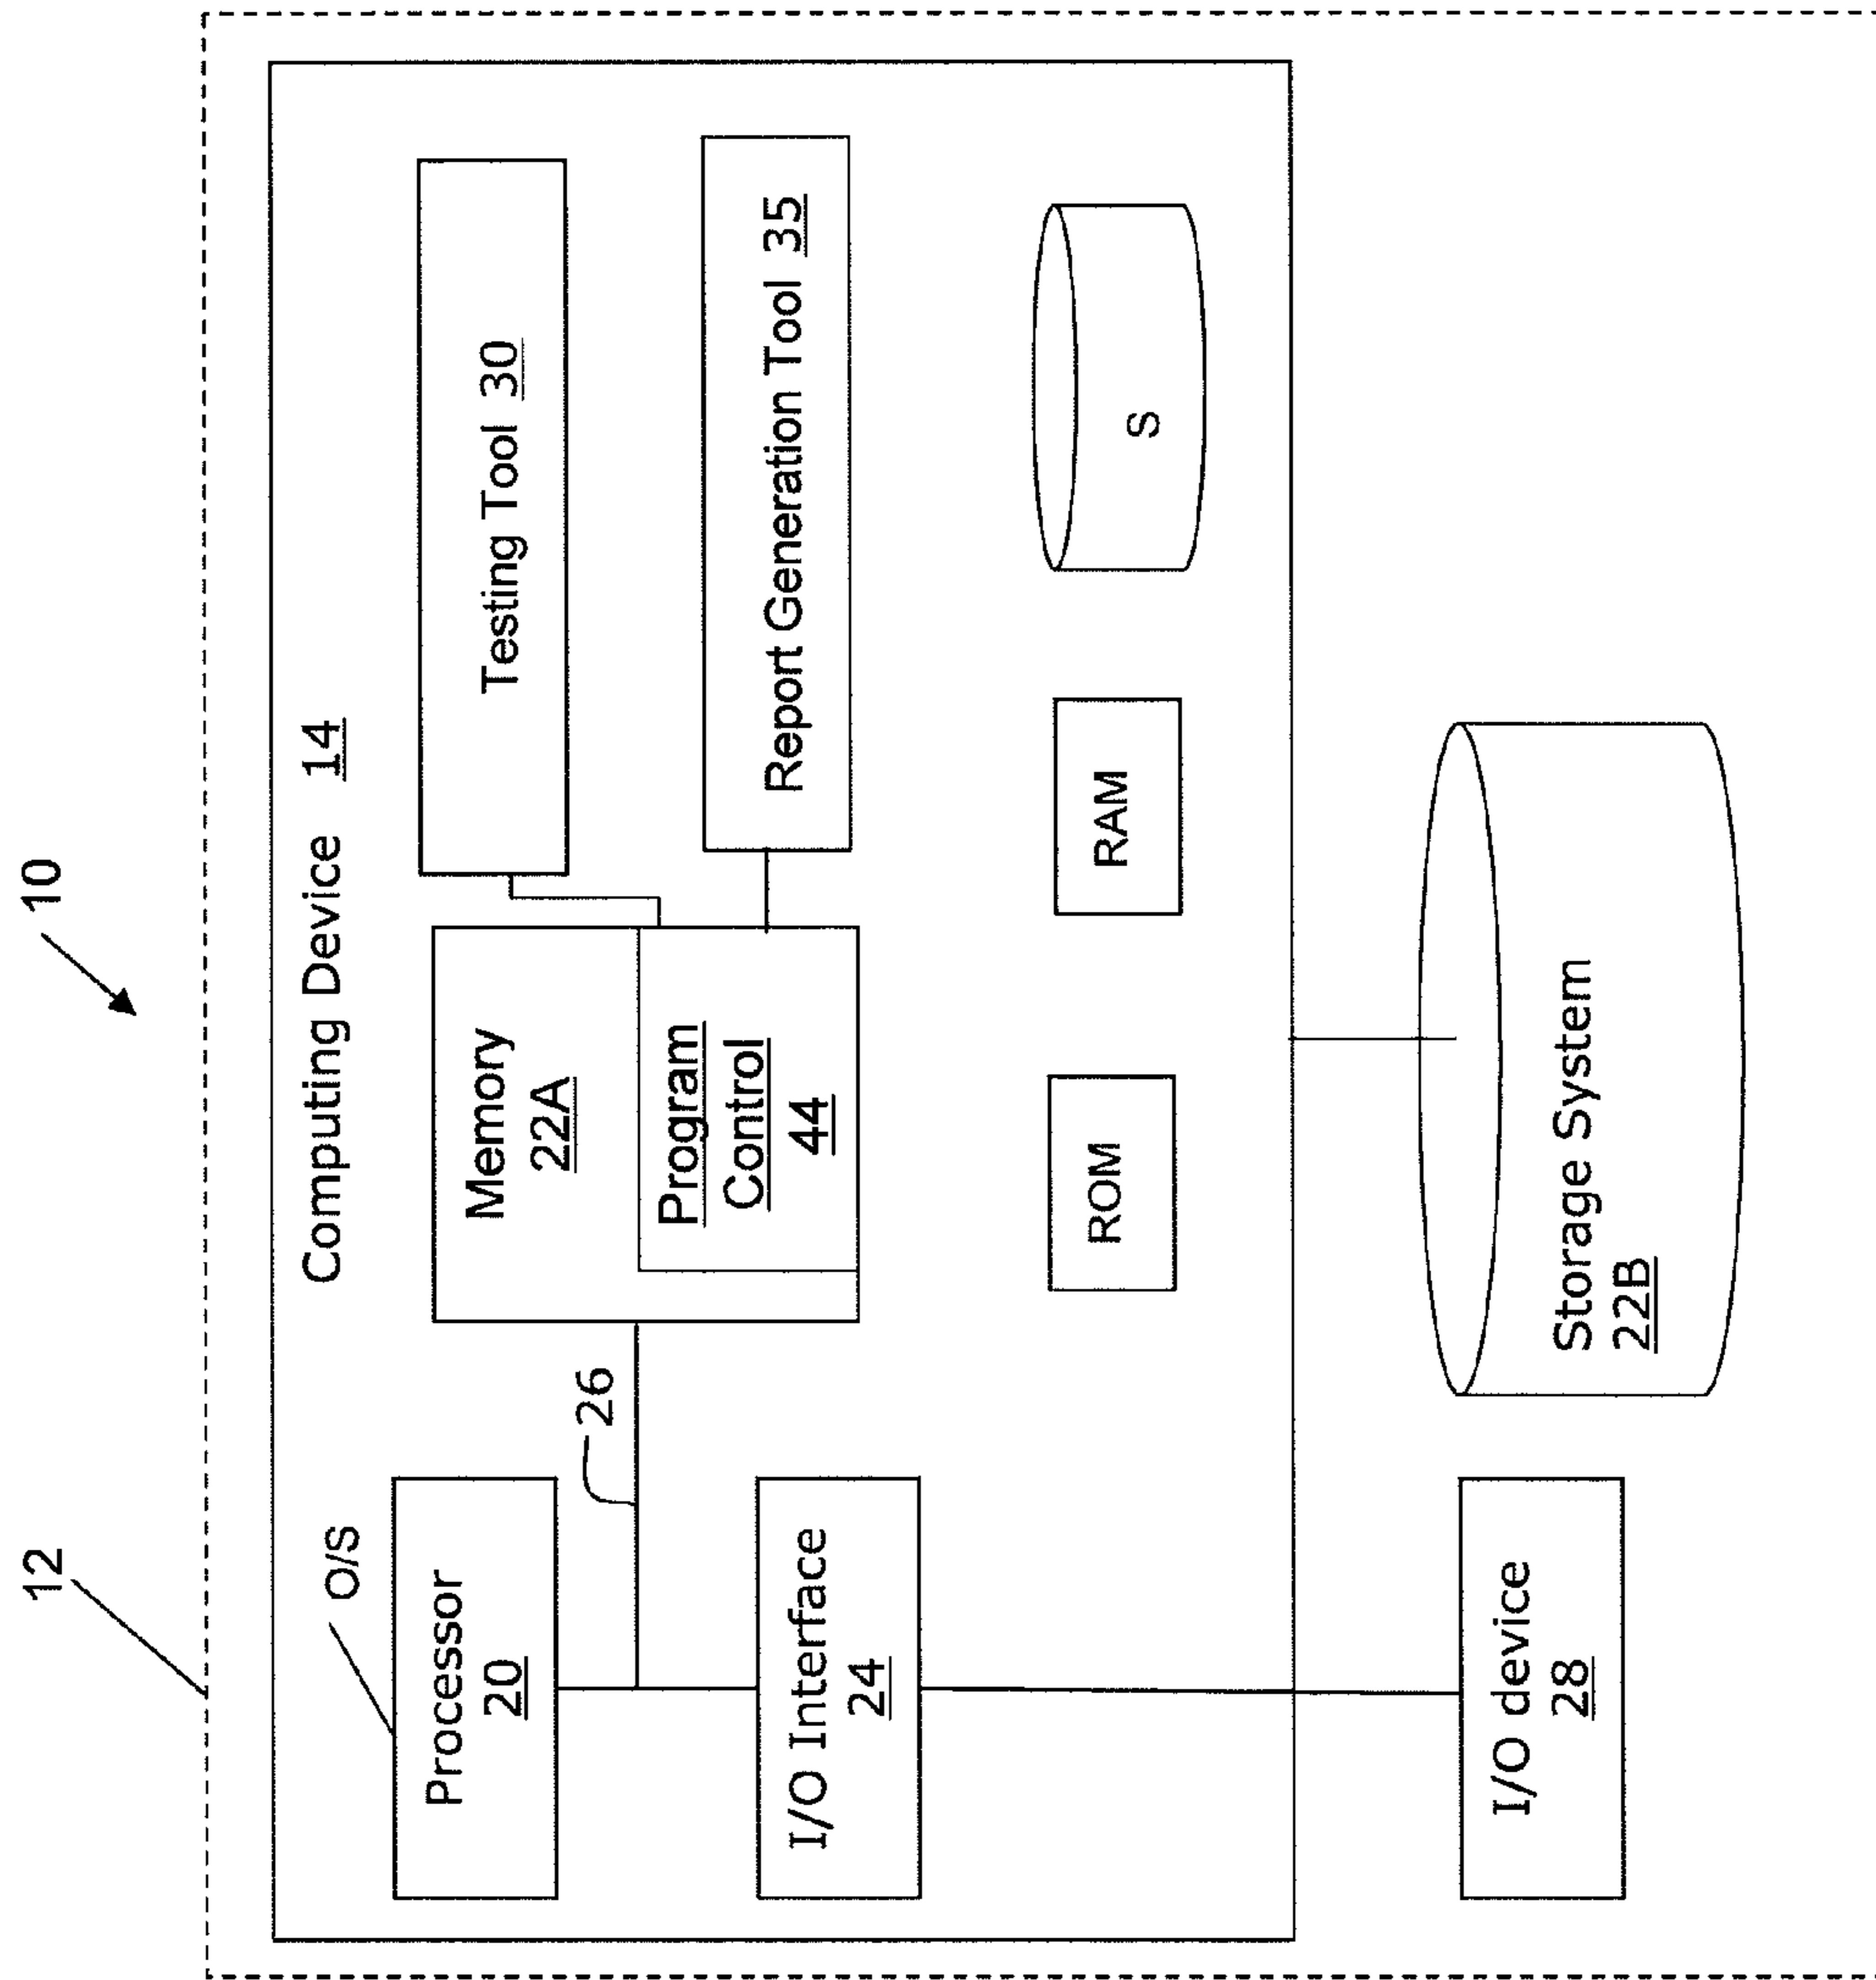 10
12
Computing Device 14
O/S
Processor
20
Memory
22A
Testing Tool 30
26
Program
Control
44
I/O Interface
24
Report Generation Tool 35
ROM
RAM
S
I/O device
28
Storage System
22B